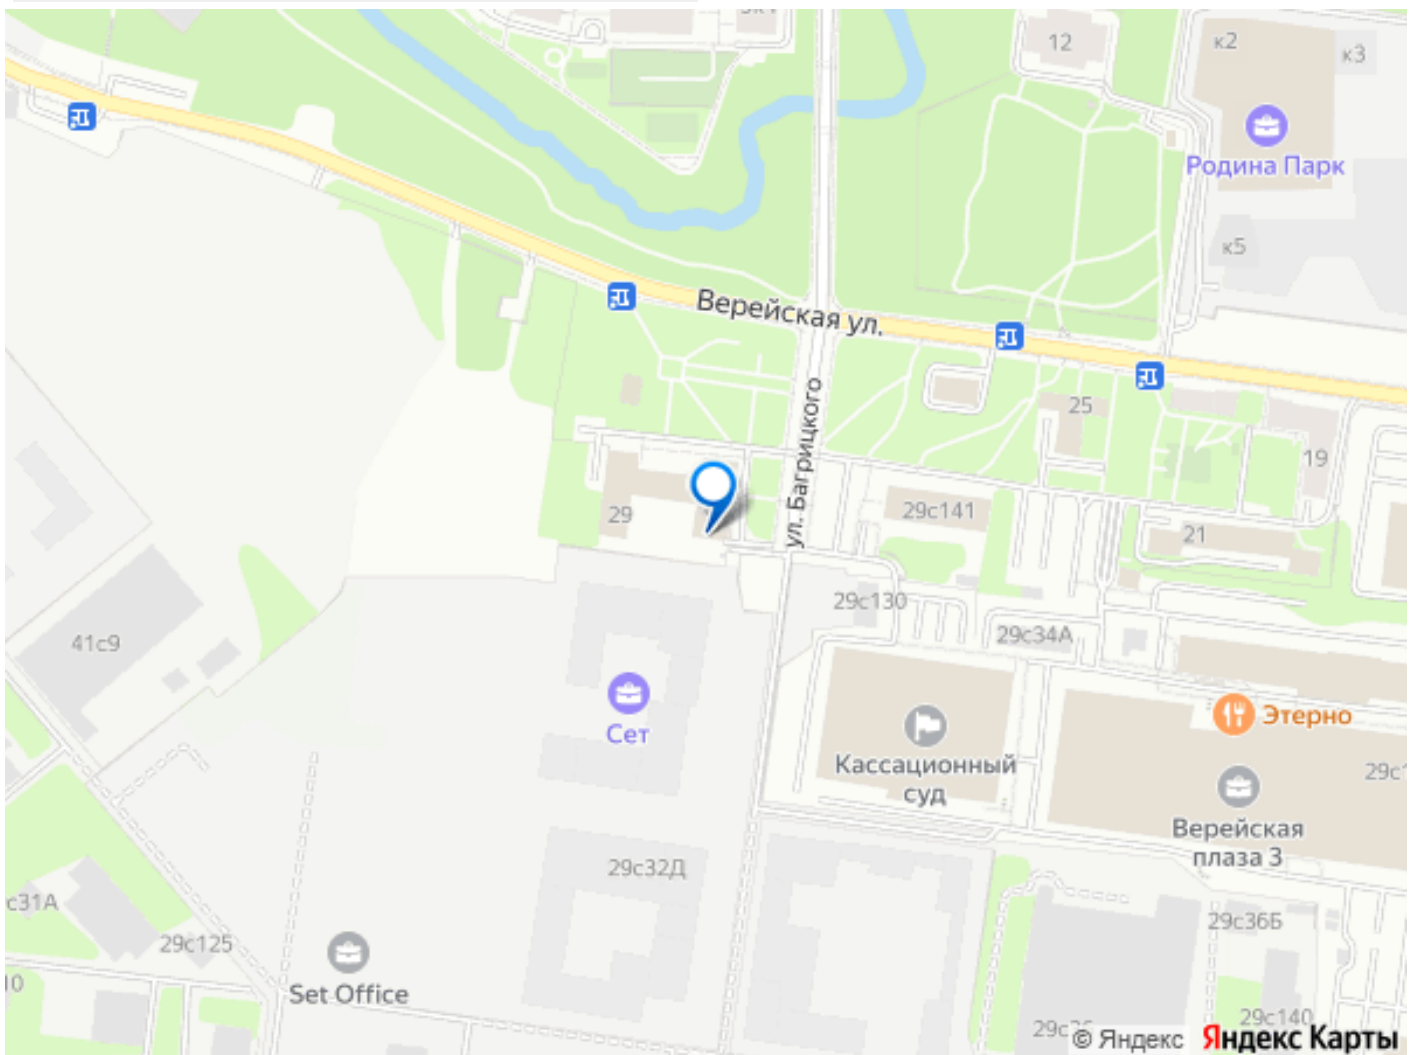 12
к2
к3
Родина Парк
к5
Верейская ул.
ул. Багрицкого
25
19
29
29с141
21
29с130
29с34А
41с9
Сет
Этерно
Кассационный
суд
Верейская
плаза 3
29с32Д
с31А
29с125
29с36Б
Set Office
29с140
© Яндекс
Яндекс Карты